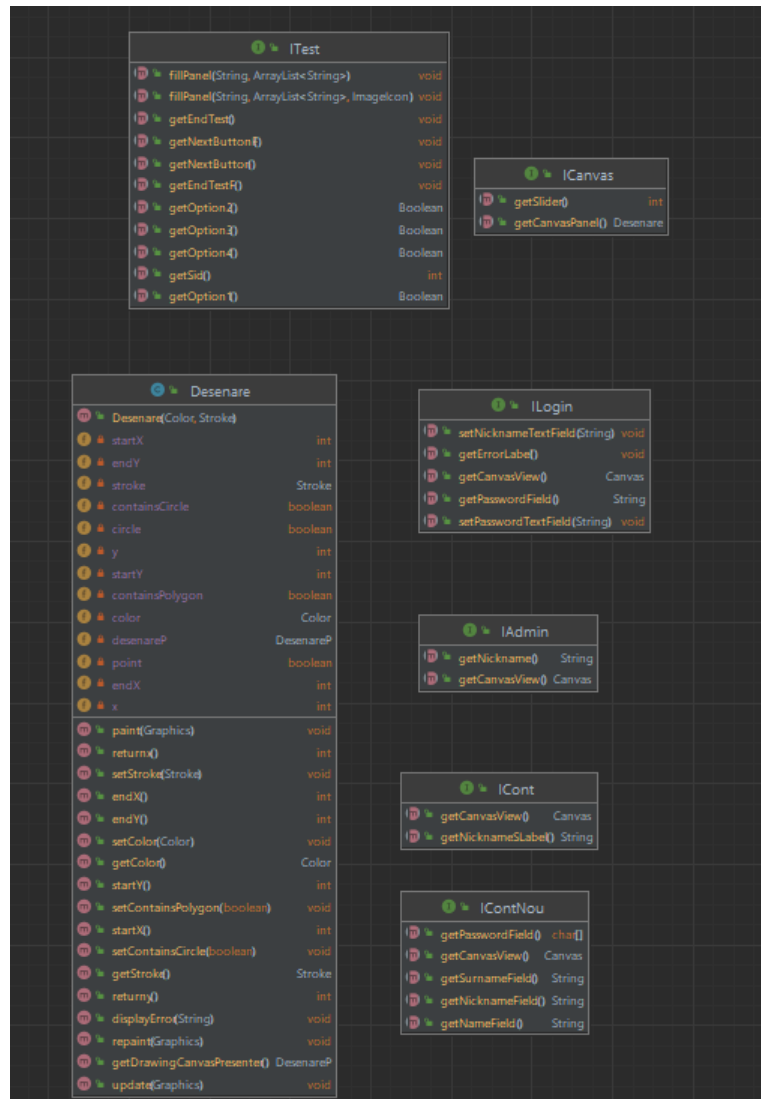 ITest
fillPanel(String, ArrayList<String>) void
fillPanel(String, ArrayList<String>, ImageIcon) void
getEndTest() void
getNextButtonF() void
getNextButton() void
getEndTestF() void
getOption2() Boolean
getOption3() Boolean
getOption4() Boolean
getSid() int
getOption1() Boolean
ICanvas
getSlider() int
getCanvasPanel() Desenare
Desenare
Desenare(Color, Stroke)
startX int
endY int
stroke Stroke
containsCircle boolean
circle boolean
y int
startY int
containsPolygon boolean
color Color
desenareP DesenareP
point boolean
endX int
x int
paint(Graphics) void
returnx() int
setStroke(Stroke) void
endX() int
endY() int
setColor(Color) void
getColor() Color
startY() int
setContainsPolygon(boolean) void
startX() int
setContainsCircle(boolean) void
getStroke() Stroke
returny() int
displayError(String) void
repaint(Graphics) void
getDrawingCanvasPresenter() DesenareP
update(Graphics) void
ILogin
setNicknameTextField(String) void
getErrorLabel() void
getCanvasView() Canvas
getPasswordField() String
setPasswordTextField(String) void
IAdmin
getNickname() String
getCanvasView() Canvas
ICont
getCanvasView() Canvas
getNicknameSLabel() String
IContNou
getPasswordField() char[]
getCanvasView() Canvas
getSurnameField() String
getNicknameField() String
getNameField() String